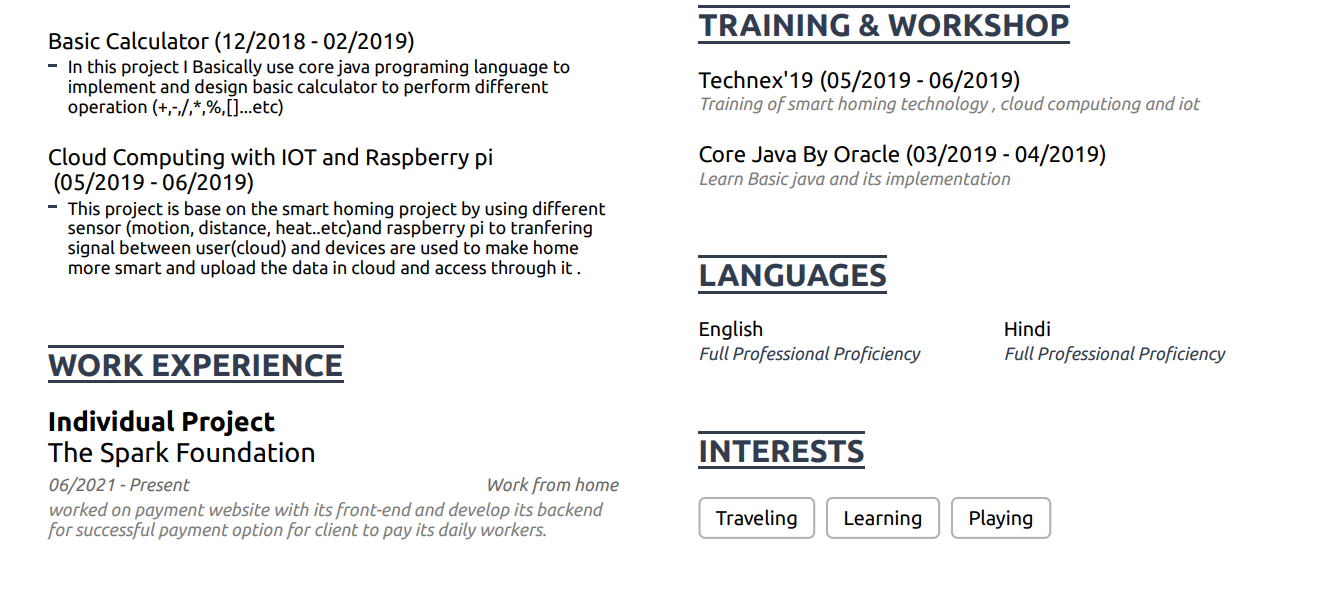 Basic Calculator (12/2018 - 02/2019)
– In this project I Basically use core java programing language to
implement and design basic calculator to perform different
operation (+,-,/,*,%,[]...etc)
Cloud Computing with IOT and Raspberry pi
(05/2019 - 06/2019)
– This project is base on the smart homing project by using different
sensor (motion, distance, heat..etc)and raspberry pi to tranfering
signal between user(cloud) and devices are used to make home
more smart and upload the data in cloud and access through it .
WORK EXPERIENCE
Individual Project
The Spark Foundation
06/2021 - Present Work from home
worked on payment website with its front-end and develop its backend
for successful payment option for client to pay its daily workers.
TRAINING & WORKSHOP
Technex'19 (05/2019 - 06/2019)
Training of smart homing technology , cloud computiong and iot
Core Java By Oracle (03/2019 - 04/2019)
Learn Basic java and its implementation
LANGUAGES
English Hindi
Full Professional Proficiency Full Professional Proficiency
INTERESTS
Traveling Learning Playing